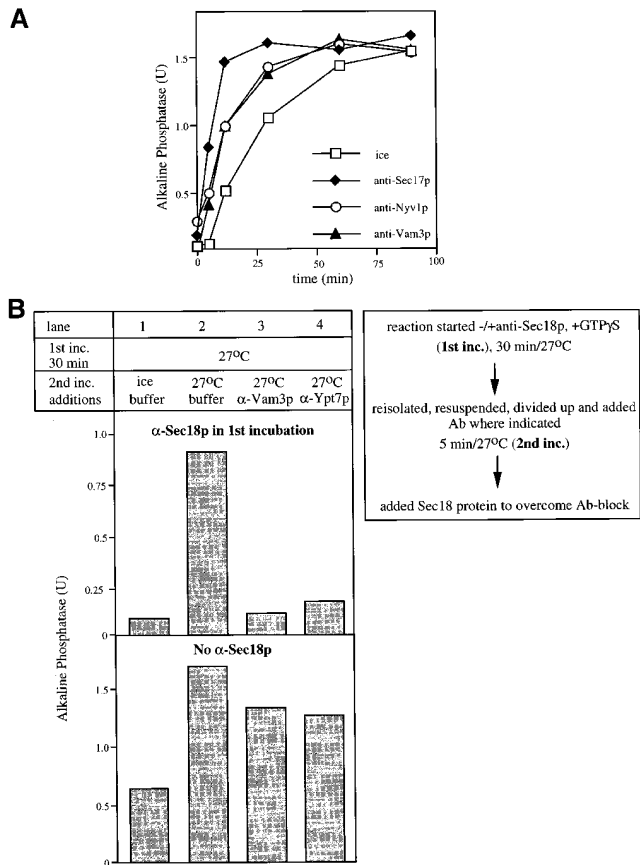 A
Alkaline Phosphatase (U)
1.5
1.0
0.5
0
25
50
75
100
time (min)
ice
anti-Sec17p
anti-Nyv1p
anti-Vam3p
B
lane 1 2 3 4
1st inc. 30 min 27°C
2nd inc. additions
ice buffer
27°C buffer
27°C α-Vam3p
27°C α-Ypt7p
α-Sec18p in 1st incubation
1.0
0.75
0.5
0.25
0
Alkaline Phosphatase (U)
No α-Sec18p
1.5
1.0
0.5
0
reaction started -/+anti-Sec18p, +GTPγS
(1st inc.), 30 min/27°C
reisolated, resuspended, divided up and added
Ab where indicated
5 min/27°C (2nd inc.)
added Sec18 protein to overcome Ab-block